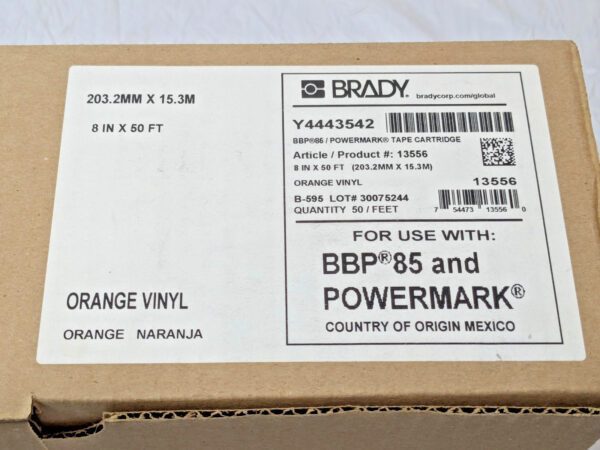 203.2MM X 15.3M
8 IN X 50 FT
ORANGE VINYL
ORANGE NARANJA
BRADY.
bradycorp.com/global
Y4443542
BBP®85 / POWERMARK® TAPE CARTRIDGE
Article / Product #: 13556
8 IN X 50 FT (203.2MM X 15.3M)
ORANGE VINYL 13556
B-595 LOT# 30075244
QUANTITY 50 / FEET
7 54473 13556 0
FOR USE WITH:
BBP®85 and
POWERMARK®
COUNTRY OF ORIGIN MEXICO